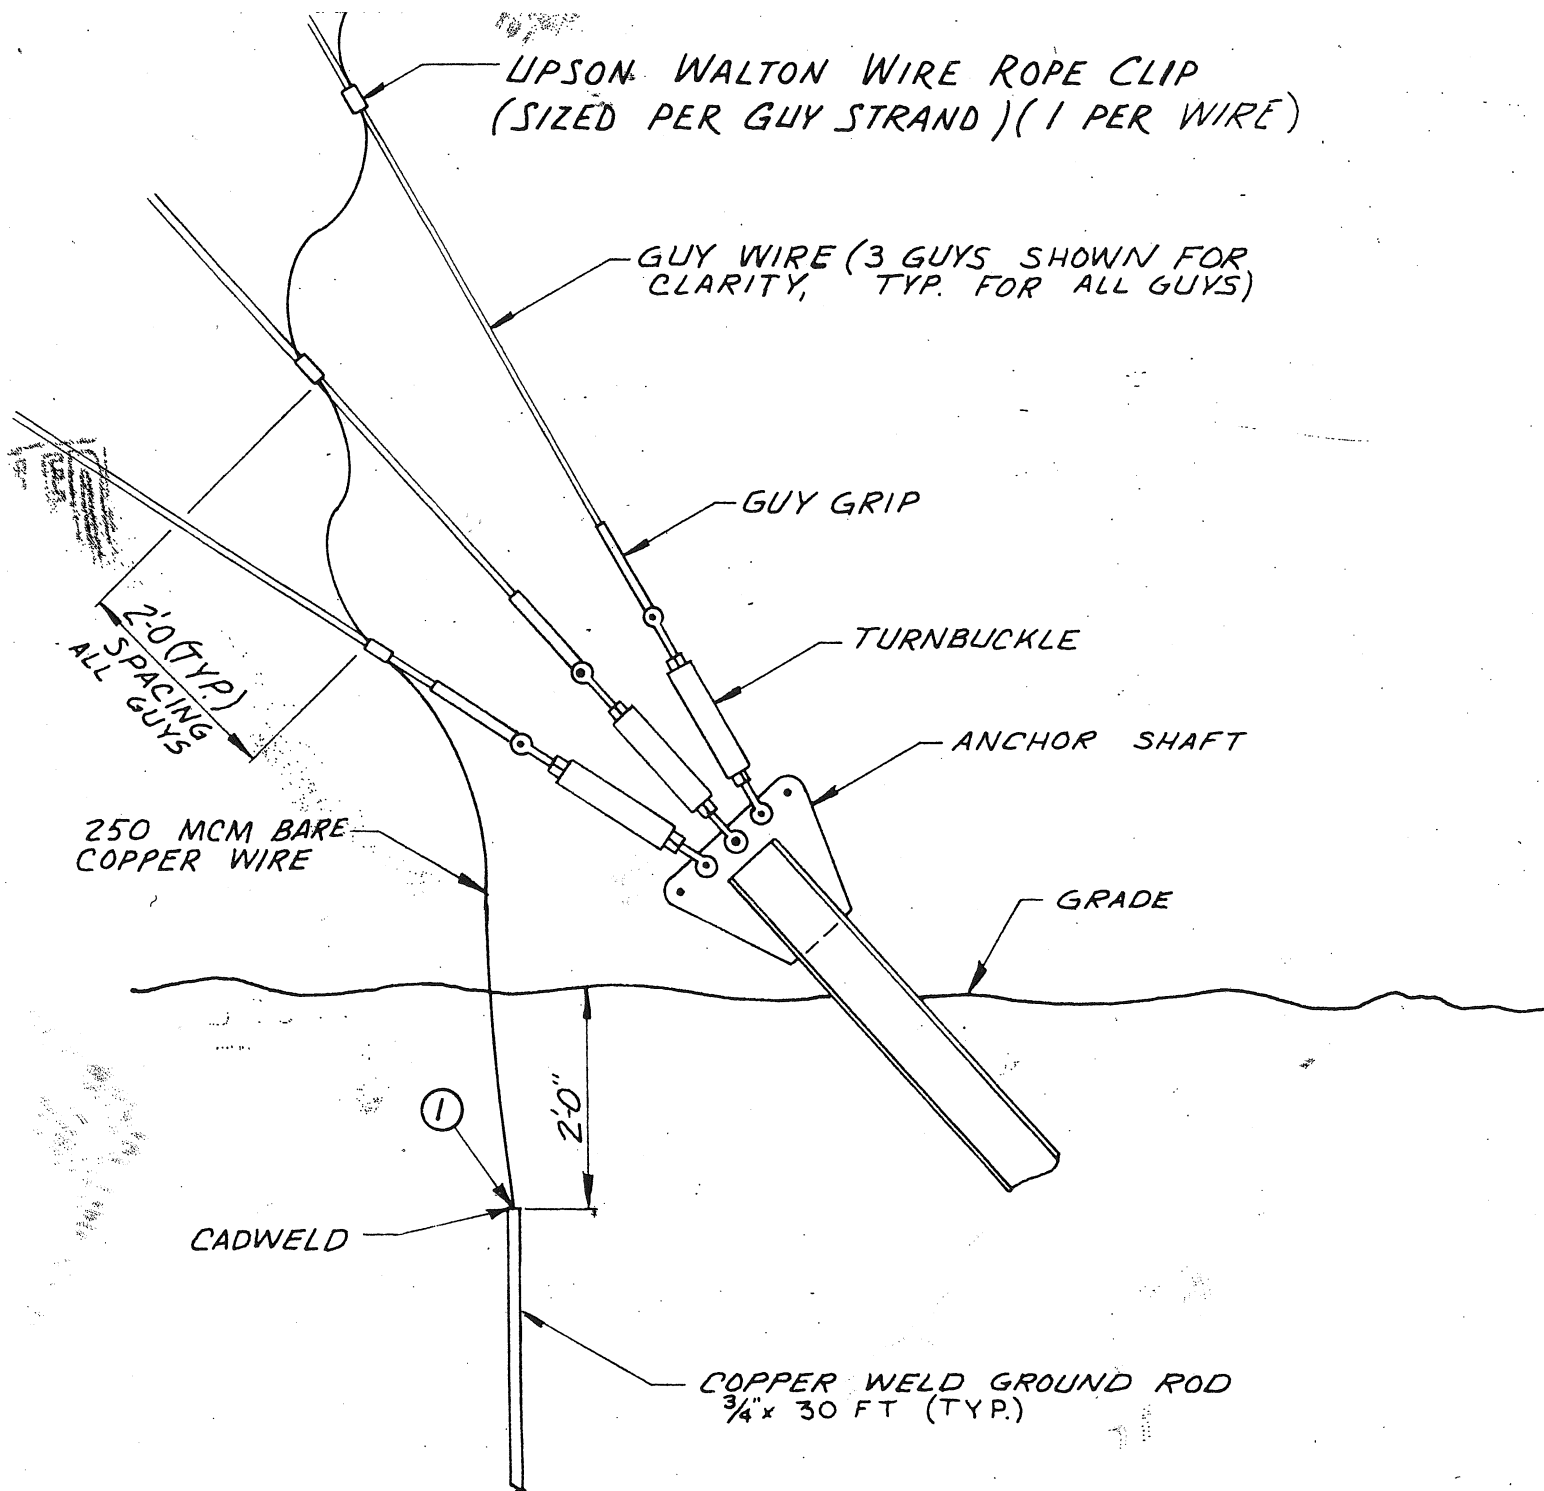 UPSON WALTON WIRE ROPE CLIP
(SIZED PER GUY STRAND)(1 PER WIRE)
GUY WIRE (3 GUYS SHOWN FOR
CLARITY, TYP. FOR ALL GUYS)
GUY GRIP
TURNBUCKLE
2'-0 (TYP.)
SPACING
ALL GUYS
ANCHOR SHAFT
250 MCM BARE
COPPER WIRE
GRADE
1
2'-0"
CADWELD
COPPER WELD GROUND ROD
3/4" x 30 FT (TYP.)